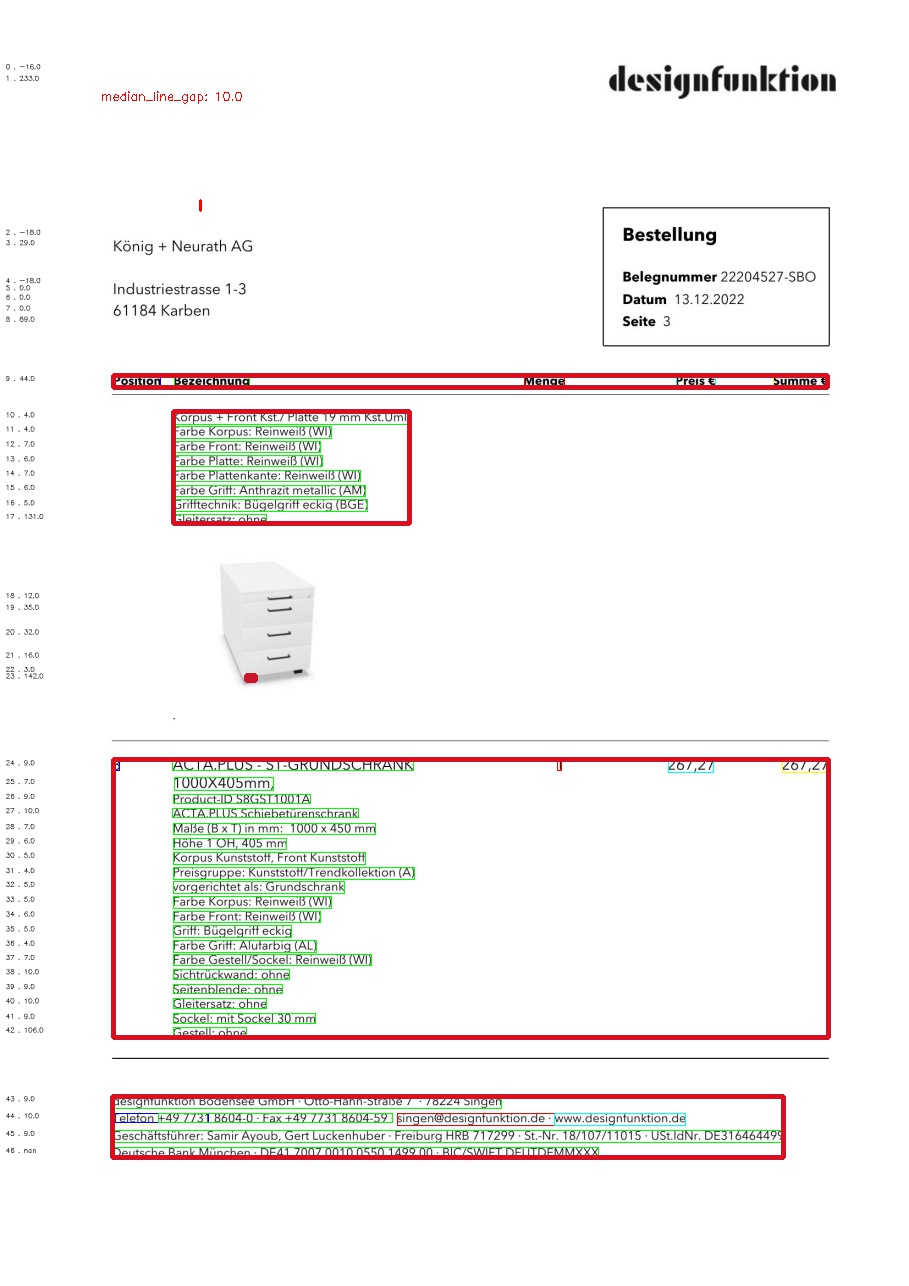 0 . -16.0
1 . 233.0
designfunktion
median_line_gap: 10.0
2 . -18.0
3 . 29.0
König + Neurath AG
Bestellung
4 . -18.0
5 . 0.0
6 . 0.0
7 . 0.0
8 . 89.0
Industriestrasse 1-3
61184 Karben
Belegnummer 22204527-SBO
Datum 13.12.2022
Seite 3
9 . 44.0
Position Bezeichnung Menge Preis € Summe €
10 . 4.0 Korpus + Front Kst./ Platte 19 mm Kst.Uml
11 . 4.0 Farbe Korpus: Reinweiß (WI)
12 . 7.0 Farbe Front: Reinweiß (WI)
13 . 6.0 Farbe Platte: Reinweiß (WI)
14 . 7.0 Farbe Plattenkante: Reinweiß (WI)
15 . 6.0 Farbe Griff: Anthrazit metallic (AM)
16 . 5.0 Grifftechnik: Bügelgriff eckig (BGE)
17 . 131.0 Gleitersatz: ohne
18 . 12.0
19 . 35.0
20 . 32.0
21 . 16.0
22 . 3.0
23 . 142.0
.
24 . 9.0 ACTA.PLUS - ST-GRUNDSCHRANK 267,27 267,27
25 . 7.0 1000X405mm,
26 . 9.0 Product-ID S8GST1001A
27 . 10.0 ACTA.PLUS Schiebetürenschrank
28 . 7.0 Maße (B x T) in mm: 1000 x 450 mm
29 . 6.0 Höhe 1 OH, 405 mm
30 . 5.0 Korpus Kunststoff, Front Kunststoff
31 . 4.0 Preisgruppe: Kunststoff/Trendkollektion (A)
32 . 5.0 vorgerichtet als: Grundschrank
33 . 5.0 Farbe Korpus: Reinweiß (WI)
34 . 6.0 Farbe Front: Reinweiß (WI)
35 . 5.0 Griff: Bügelgriff eckig
36 . 4.0 Farbe Griff: Alufarbig (AL)
37 . 7.0 Farbe Gestell/Sockel: Reinweiß (WI)
38 . 10.0 Sichtrückwand: ohne
39 . 9.0 Seitenblende: ohne
40 . 10.0 Gleitersatz: ohne
41 . 9.0 Sockel: mit Sockel 30 mm
42 . 106.0 Gestell: ohne
43 . 9.0 designfunktion Bodensee GmbH · Otto-Hahn-Straße 7 · 78224 Singen
44 . 10.0 Telefon +49 7731 8604-0 · Fax +49 7731 8604-59 singen@designfunktion.de · www.designfunktion.de
45 . 9.0 Geschäftsführer: Samir Ayoub, Gert Luckenhuber · Freiburg HRB 717299 · St.-Nr. 18/107/11015 · USt.IdNr. DE316464499
46 . nan Deutsche Bank München · DE41 7007 0010 0550 1499 00 · BIC/SWIFT DEUTDEMMXXX